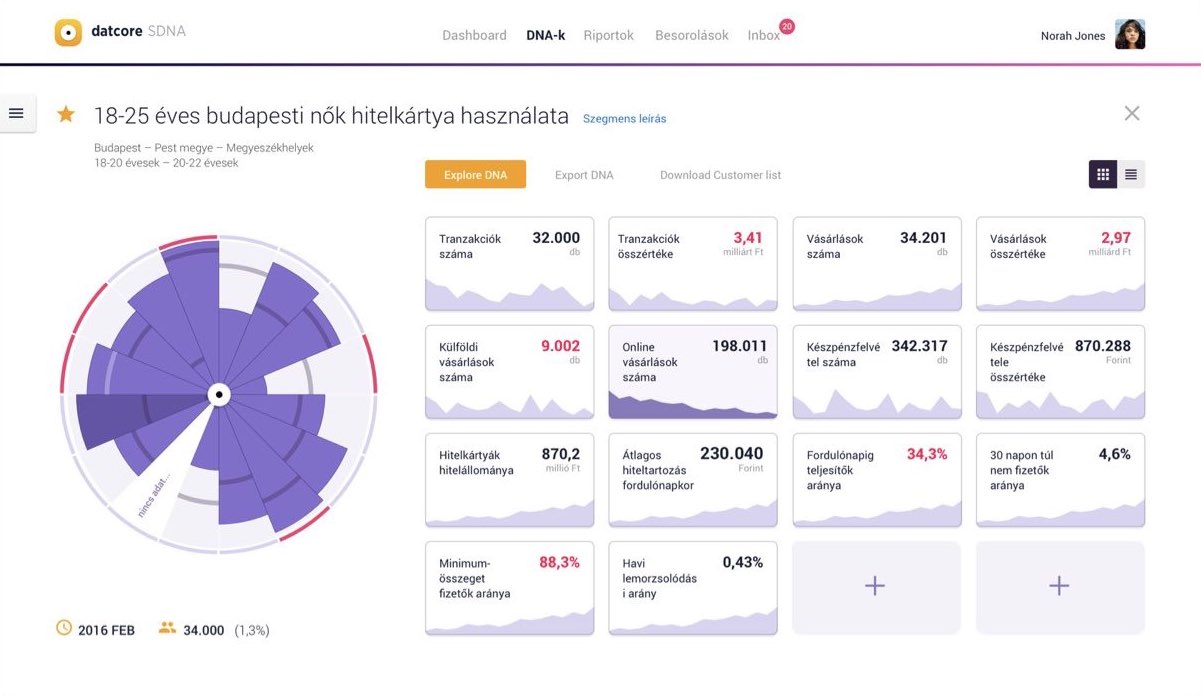 datcore SDNA
Dashboard DNA-k Riportok Besorolások Inbox 20
Norah Jones
18-25 éves budapesti nők hitelkártya használata Szegmens leírás
Budapest – Pest megye – Megyeszékhelyek
18-20 évesek – 20-22 évesek
Explore DNA Export DNA Download Customer list
Tranzakciók
száma
32.000
db
Tranzakciók
összértéke
3,41
milliárt Ft
Vásárlások
száma
34.201
db
Vásárlások
összértéke
2,97
milliárd Ft
Külföldi
vásárlások
száma
9.002
db
Online
vásárlások
száma
198.011
db
Készpénzfelvé
tel száma
342.317
db
Készpénzfelvé
tele
összértéke
870.288
Forint
Hitelkártyák
hitelállománya
870,2
millió Ft
Átlagos
hiteltartozás
fordulónapkor
230.040
Forint
Fordulónapig
teljesítők
aránya
34,3%
30 napon túl
nem fizetők
aránya
4,6%
Minimum-
összeget
fizetők aránya
88,3%
Havi
lemorzsolódás
i arány
0,43%
nincs adat...
2016 FEB 34.000 (1,3%)